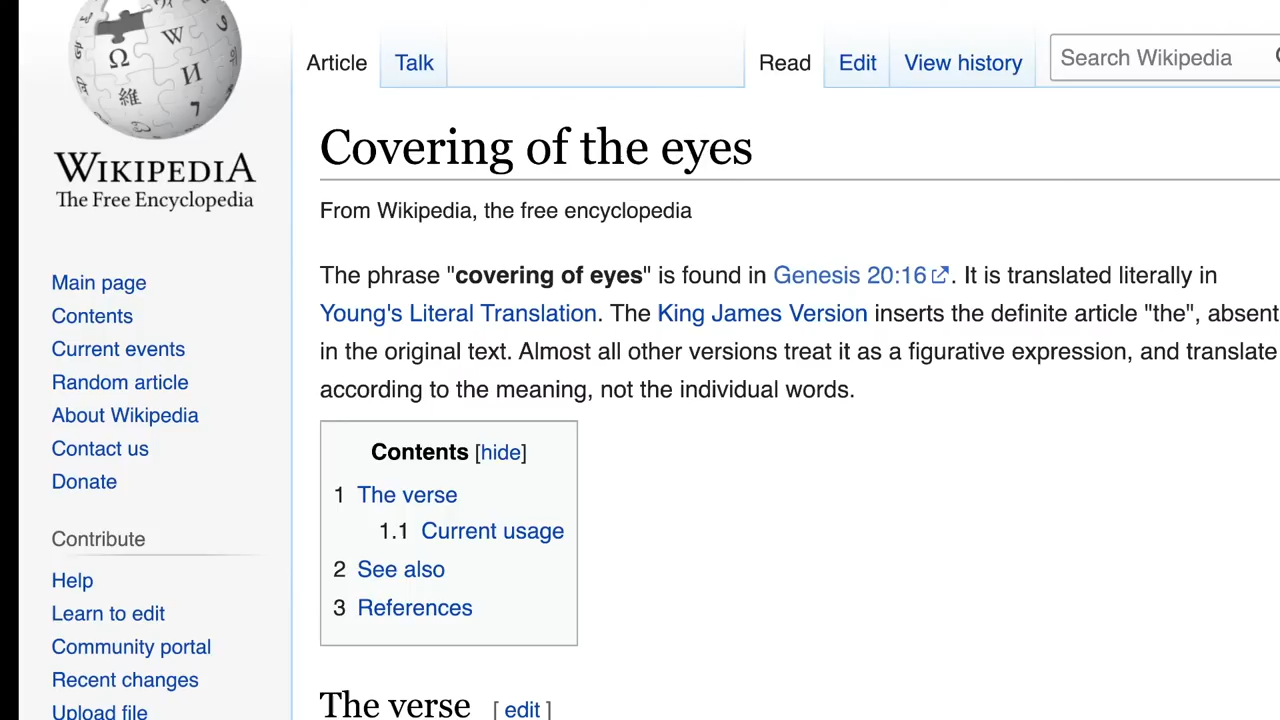 Article
Talk
Read
Edit
View history
Search Wikipedia
WIKIPEDIA
The Free Encyclopedia
Main page
Contents
Current events
Random article
About Wikipedia
Contact us
Donate
Contribute
Help
Learn to edit
Community portal
Recent changes
Upload file
Covering of the eyes
From Wikipedia, the free encyclopedia
The phrase "covering of eyes" is found in Genesis 20:16. It is translated literally in
Young's Literal Translation. The King James Version inserts the definite article "the", absent
in the original text. Almost all other versions treat it as a figurative expression, and translate
according to the meaning, not the individual words.
Contents [hide]
1 The verse
1.1 Current usage
2 See also
3 References
The verse [ edit ]